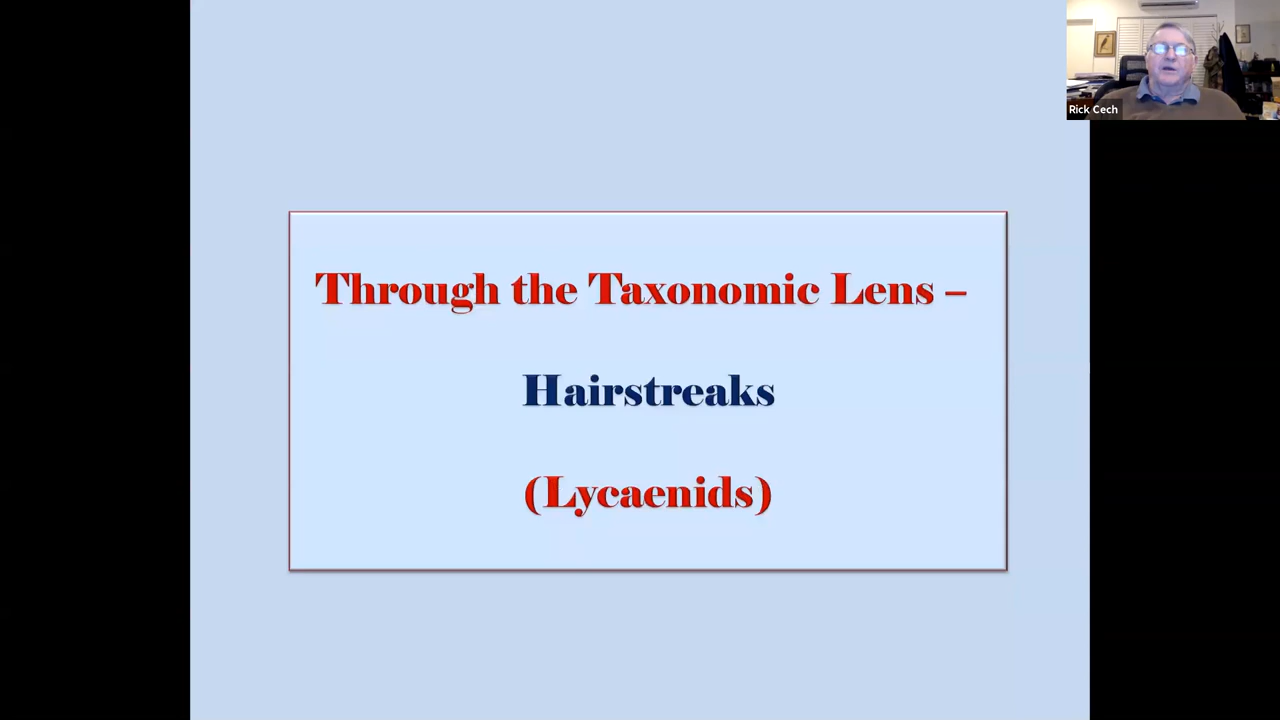 Rick Cech
Through the Taxonomic Lens –
Hairstreaks
(Lycaenids)